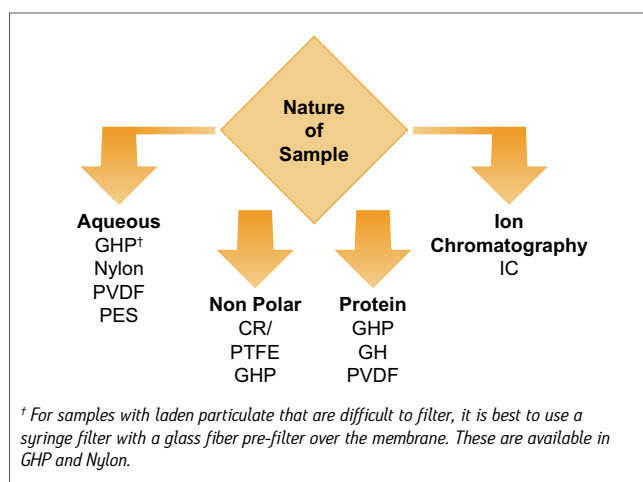 Nature
of
Sample
Aqueous
GHP†
Nylon
PVDF
PES
Non Polar
CR/
PTFE
GHP
Protein
GHP
GH
PVDF
Ion
Chromatography
IC
† For samples with laden particulate that are difficult to filter, it is best to use a
syringe filter with a glass fiber pre-filter over the membrane. These are available in
GHP and Nylon.